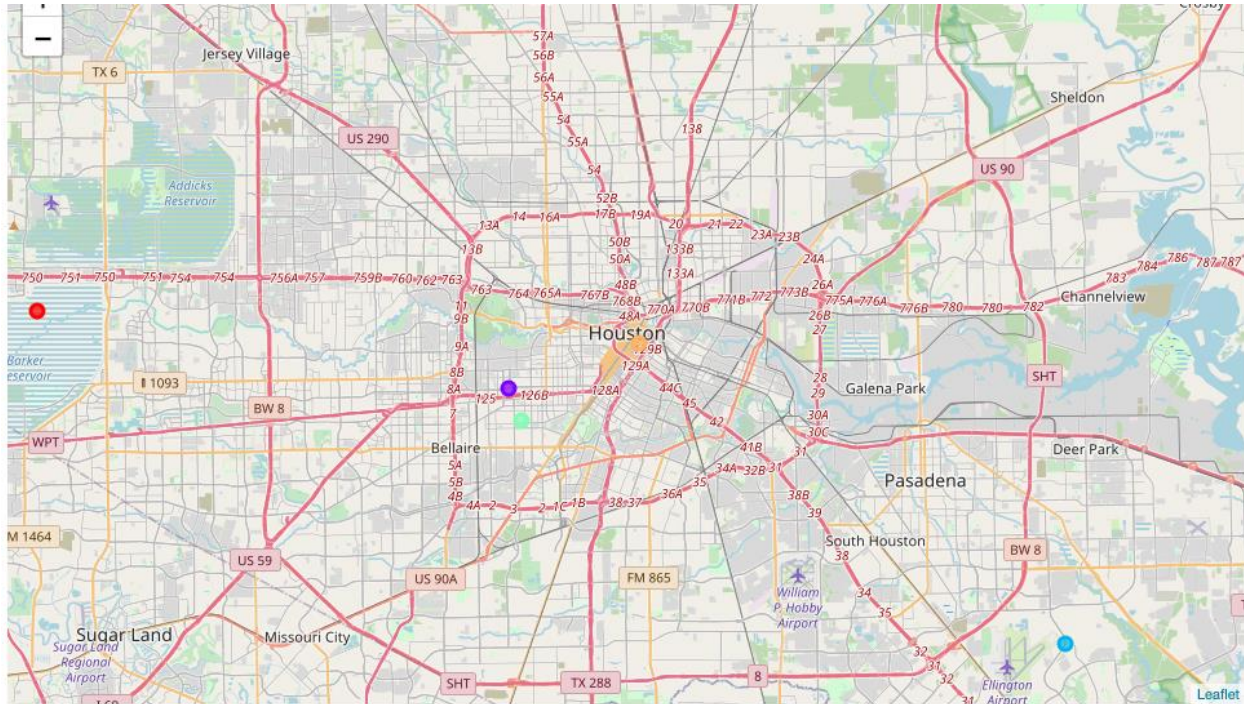 −
Crosby
Jersey Village
57A
56B
TX 6
56A
Sheldon
55A
54
138
55A
US 290
54
US 90
Addicks
Reservoir
52B
14 16A 17B 19A
13A
20 21 22
23A 23B
13B
50B
50A
133B
24A
133A
750 751 750 751 754 754 756A 757 759B 760 762 763
48B
26A
784 786 787
783
763 764 765A 767B
768B
770A 770B 771B 772 773B
775A 776A 776B 780 780 782
Channelview
11
9B
48A
26B
27
Houston
9A
129B
Barker
Reservoir
129A
8B
28
SHT
I 1093
8A
125 126B 128A
44C
Galena Park
29
BW 8
7
45
30A
42
30C
WPT
Bellaire
41B
Deer Park
31
5A
34A 32B 31
Pasadena
5B
35
4B
38B
4A 2 3 2 1C 1B 38 37 36A
39
M 1464
South Houston
38
US 59
BW 8
US 90A
FM 865
William
P. Hobby
Airport
34
35
Sugar Land
Missouri City
Sugar Land
Regional
Airport
32
31
32
Ellington
Airport
SHT
TX 288
8
31
I 69
Leaflet